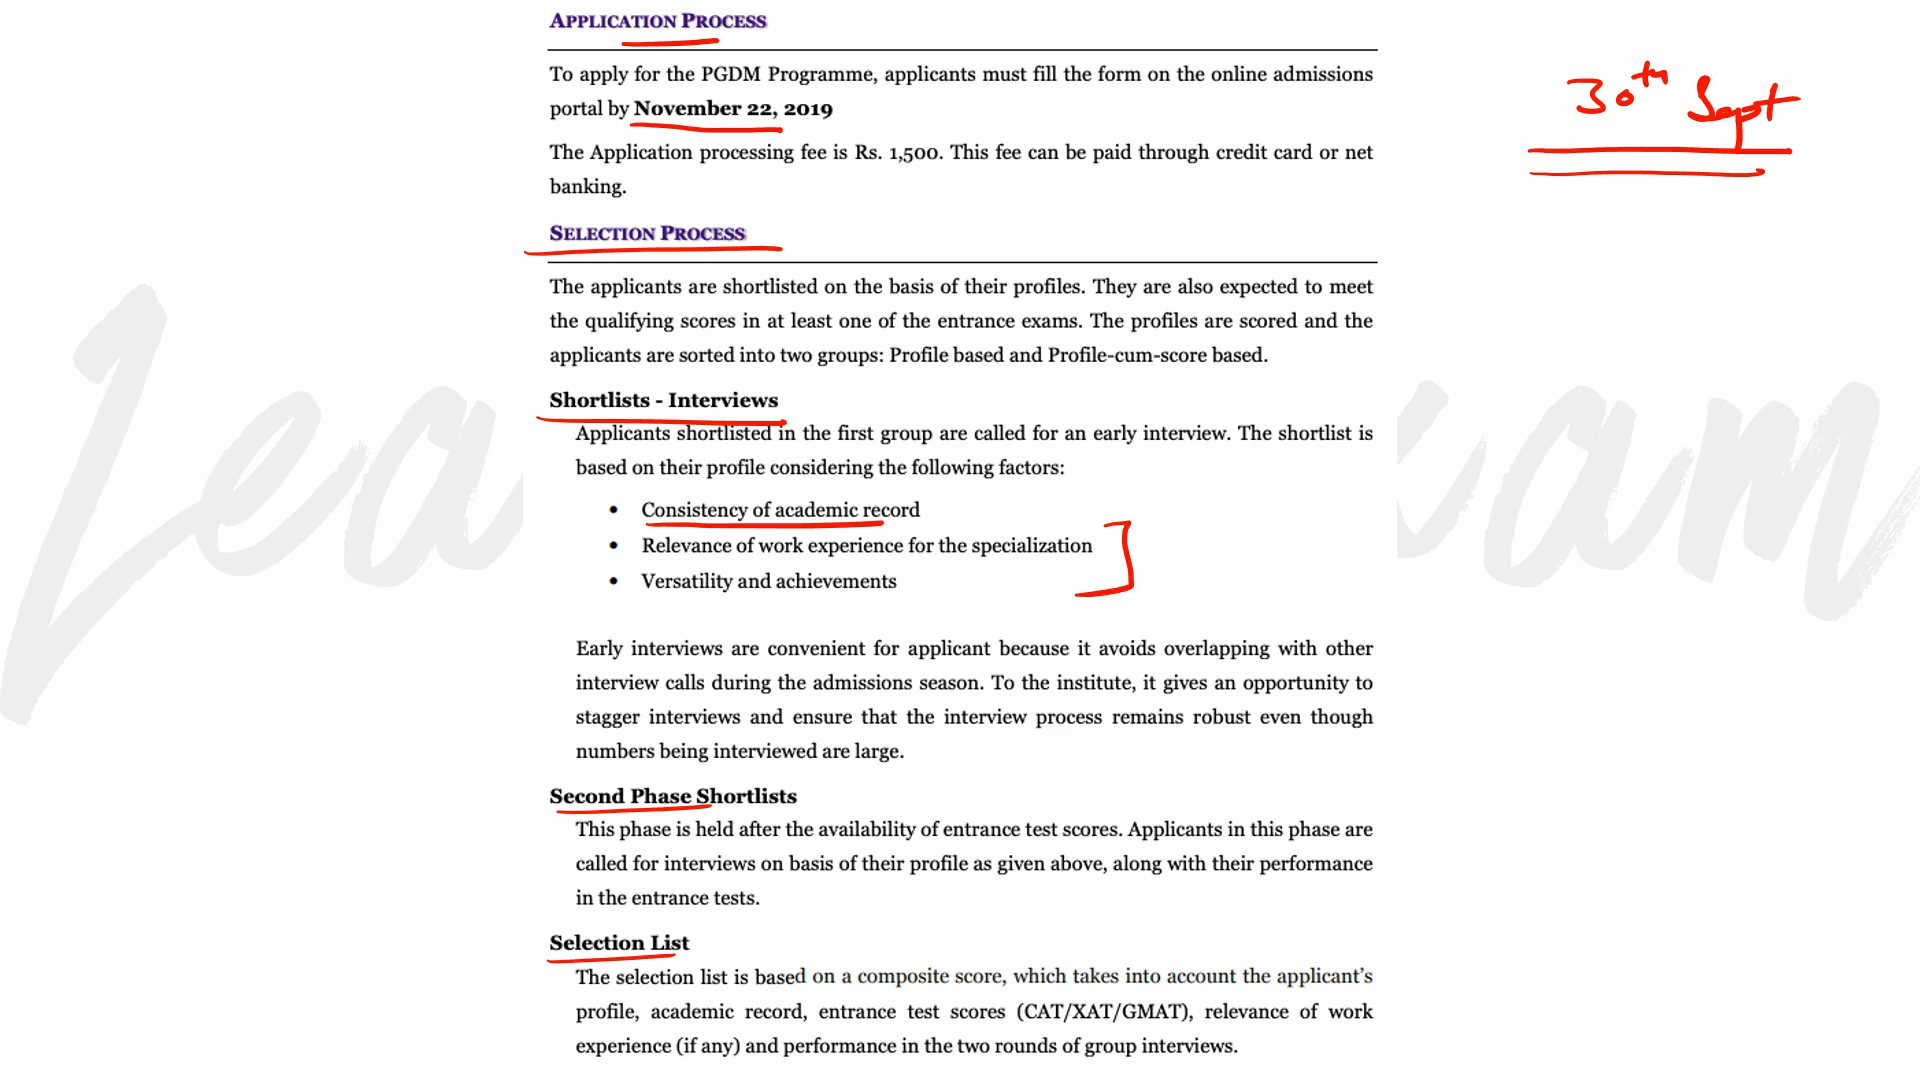 APPLICATION PROCESS
To apply for the PGDM Programme, applicants must fill the form on the online admissions
portal by November 22, 2019
30th Sept
The Application processing fee is Rs. 1,500. This fee can be paid through credit card or net
banking.
SELECTION PROCESS
The applicants are shortlisted on the basis of their profiles. They are also expected to meet
the qualifying scores in at least one of the entrance exams. The profiles are scored and the
applicants are sorted into two groups: Profile based and Profile-cum-score based.
Shortlists - Interviews
Applicants shortlisted in the first group are called for an early interview. The shortlist is
based on their profile considering the following factors:
• Consistency of academic record
• Relevance of work experience for the specialization
• Versatility and achievements
Early interviews are convenient for applicant because it avoids overlapping with other
interview calls during the admissions season. To the institute, it gives an opportunity to
stagger interviews and ensure that the interview process remains robust even though
numbers being interviewed are large.
Second Phase Shortlists
This phase is held after the availability of entrance test scores. Applicants in this phase are
called for interviews on basis of their profile as given above, along with their performance
in the entrance tests.
Selection List
The selection list is based on a composite score, which takes into account the applicant's
profile, academic record, entrance test scores (CAT/XAT/GMAT), relevance of work
experience (if any) and performance in the two rounds of group interviews.